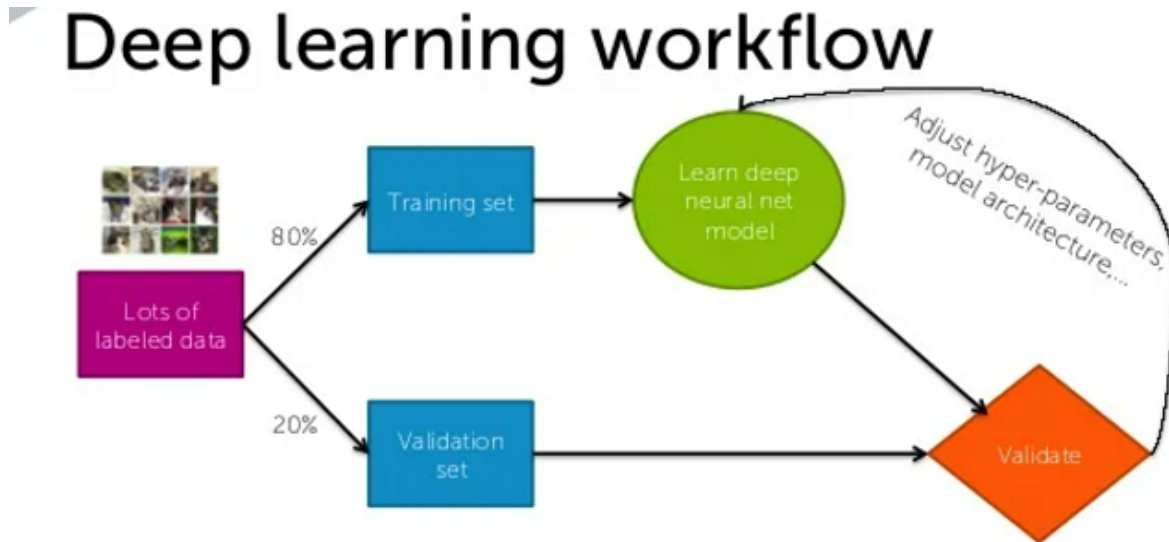 Deep learning workflow
Adjust hyper-parameters,
model architecture,...
Learn deep
neural net
model
Training set
80%
Lots of
labeled data
20%
Validation
set
Validate